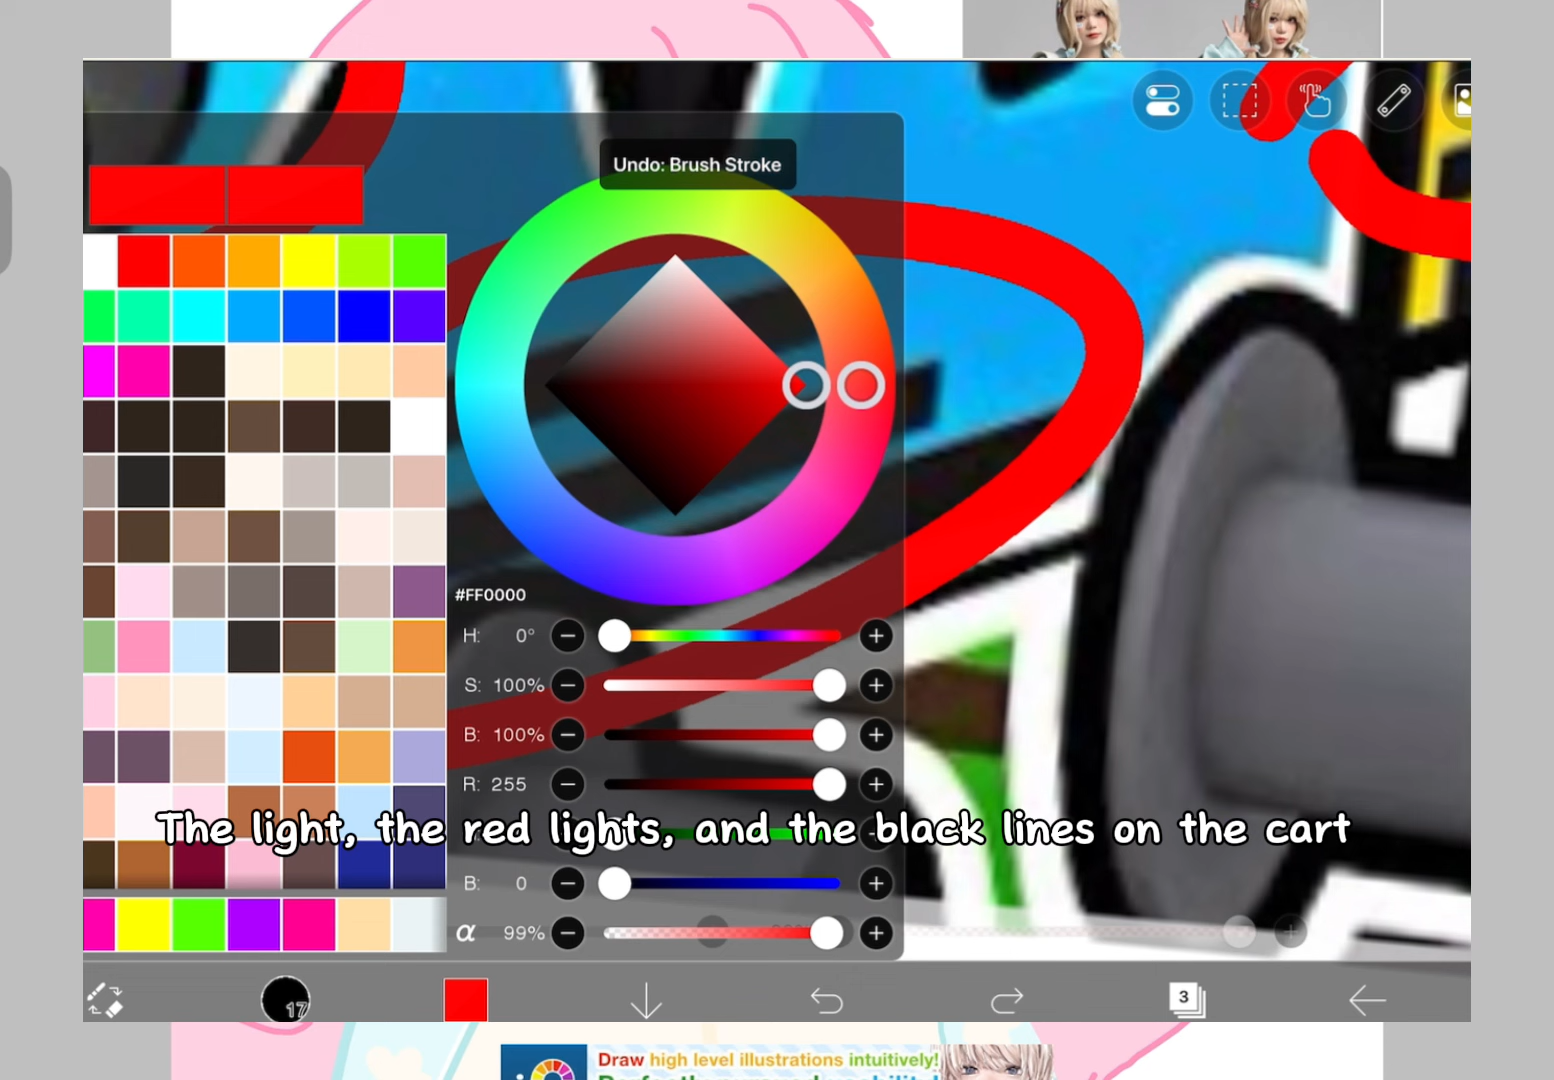 Undo: Brush Stroke
#FF0000
H: 0°
S: 100%
B: 100%
R: 255
The light, the red lights, and the black lines on the cart
B: 0
α 99%
17
3
Draw high level illustrations intuitively!